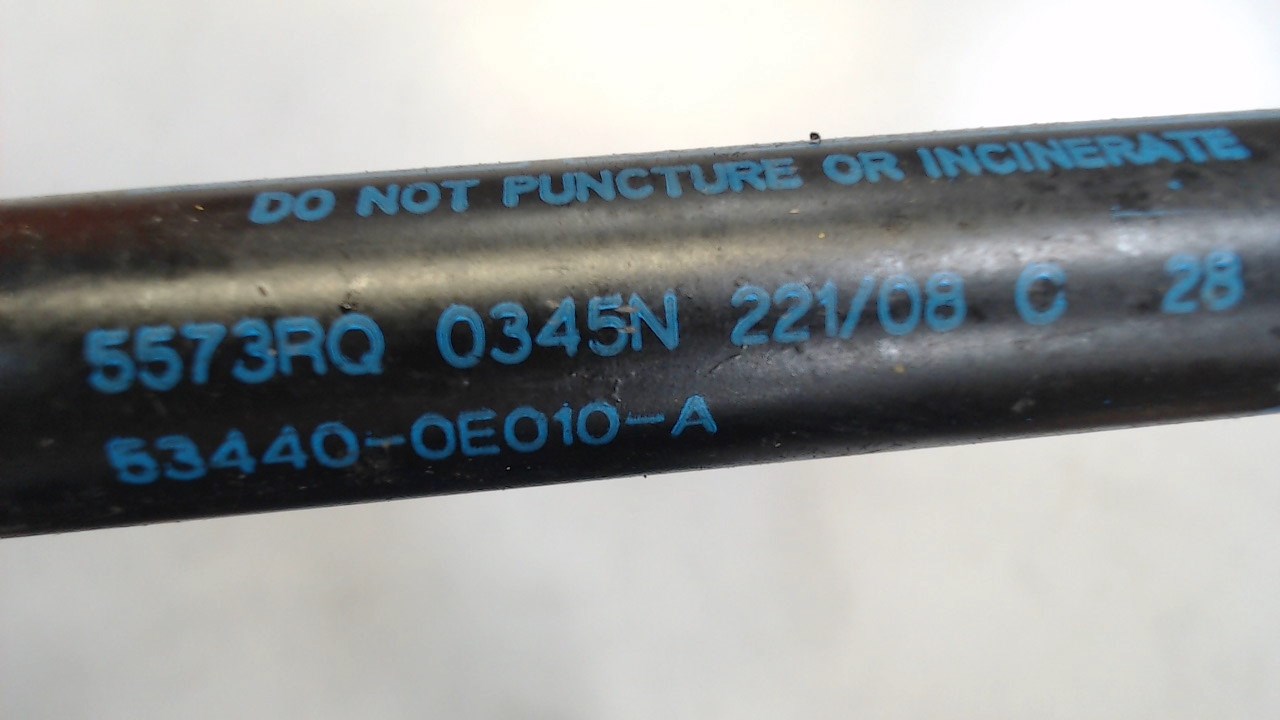 DO NOT PUNCTURE OR INCINERATE
5573RQ 0345N 221/08 C 28
53440-0E010-A